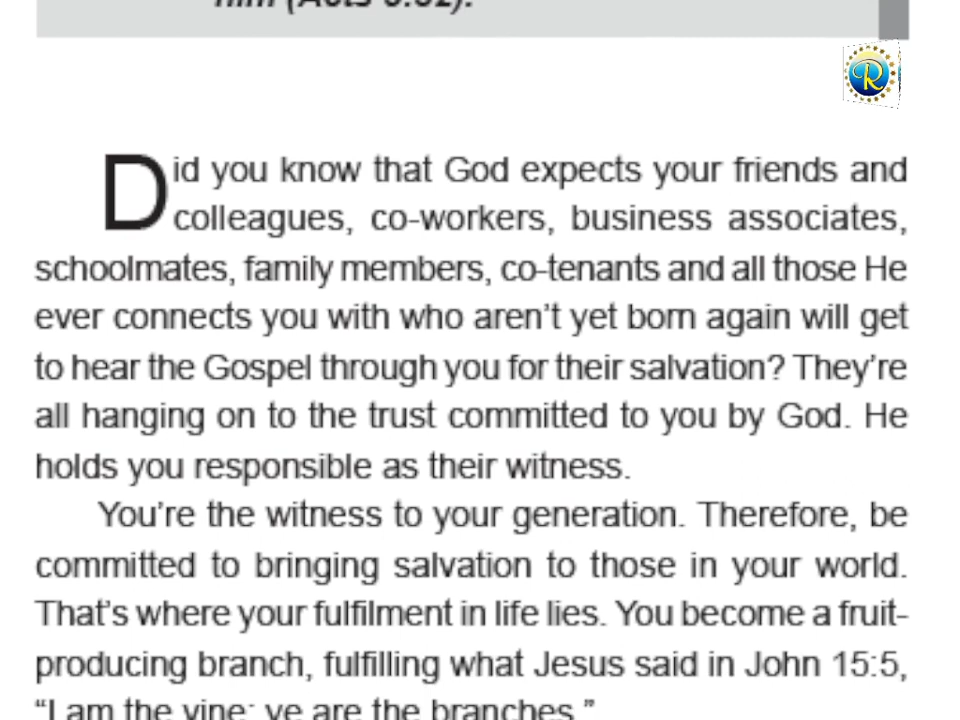 him (Acts 5:32).
R
Did you know that God expects your friends and
colleagues, co-workers, business associates,
schoolmates, family members, co-tenants and all those He
ever connects you with who aren’t yet born again will get
to hear the Gospel through you for their salvation? They’re
all hanging on to the trust committed to you by God. He
holds you responsible as their witness.
You’re the witness to your generation. Therefore, be
committed to bringing salvation to those in your world.
That’s where your fulfilment in life lies. You become a fruit-
producing branch, fulfilling what Jesus said in John 15:5,
“I am the vine; ye are the branches.”